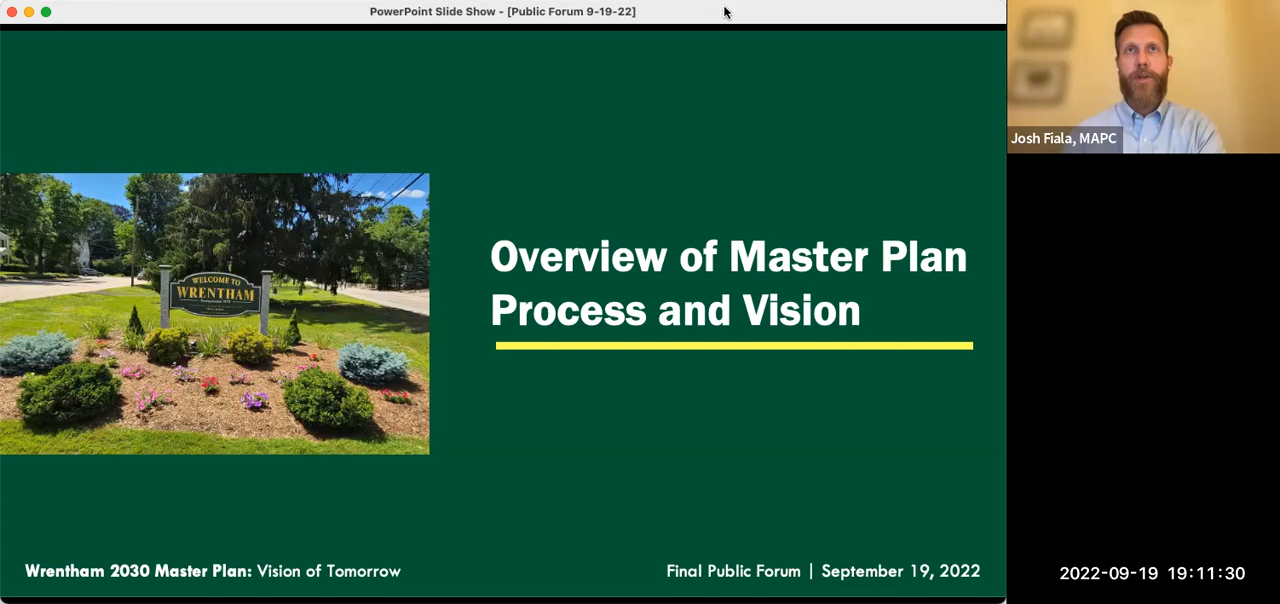 PowerPoint Slide Show - [Public Forum 9-19-22]
Josh Fiala, MAPC
WELCOME TO
WRENTHAM
Overview of Master Plan
Process and Vision
Wrentham 2030 Master Plan: Vision of Tomorrow
Final Public Forum | September 19, 2022
2022-09-19 19:11:30